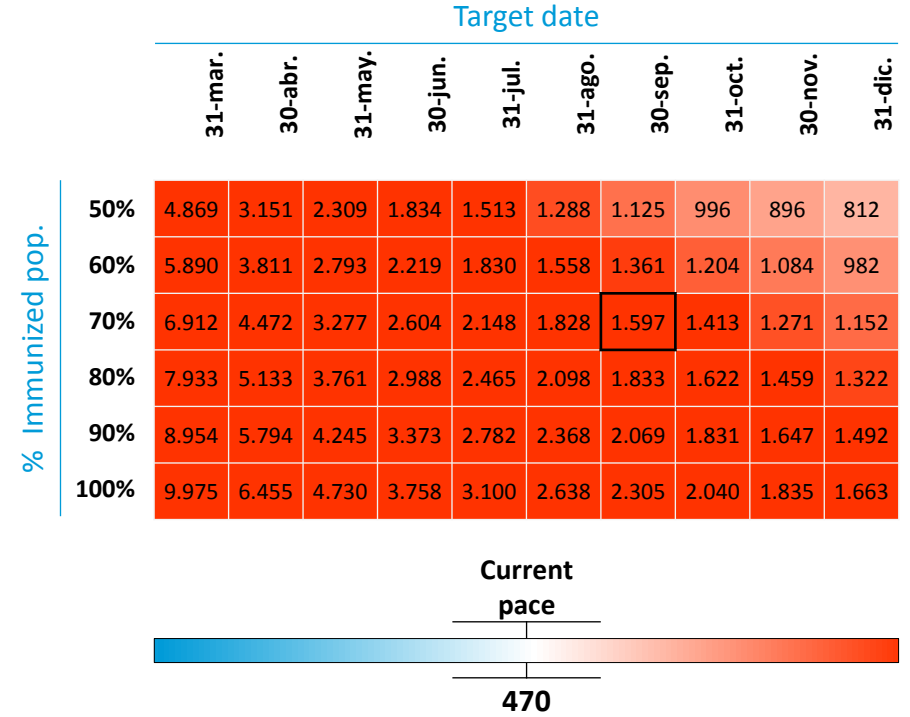 Target date
31-mar. 30-abr. 31-may. 30-jun. 31-jul. 31-ago. 30-sep. 31-oct. 30-nov. 31-dic.
% Immunized pop.
50% 4.869 3.151 2.309 1.834 1.513 1.288 1.125 996 896 812
60% 5.890 3.811 2.793 2.219 1.830 1.558 1.361 1.204 1.084 982
70% 6.912 4.472 3.277 2.604 2.148 1.828 1.597 1.413 1.271 1.152
80% 7.933 5.133 3.761 2.988 2.465 2.098 1.833 1.622 1.459 1.322
90% 8.954 5.794 4.245 3.373 2.782 2.368 2.069 1.831 1.647 1.492
100% 9.975 6.455 4.730 3.758 3.100 2.638 2.305 2.040 1.835 1.663
Current
pace
470